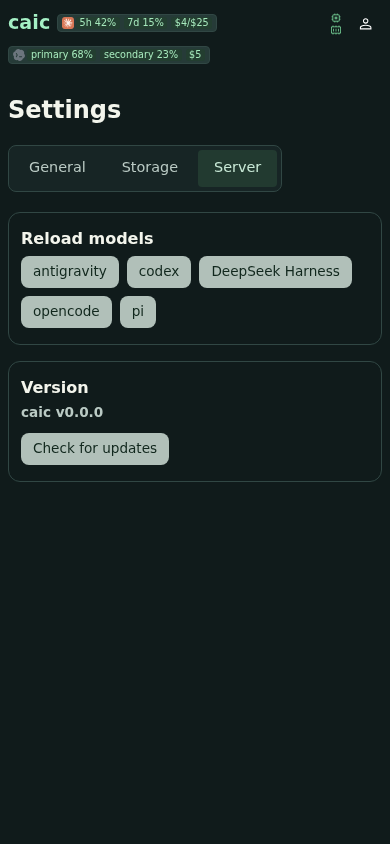 caic 5h 42% 7d 15% $4/$25
primary 68% secondary 23% $5
Settings
General Storage Server
Reload models
antigravity codex DeepSeek Harness
opencode pi
Version
caic v0.0.0
Check for updates